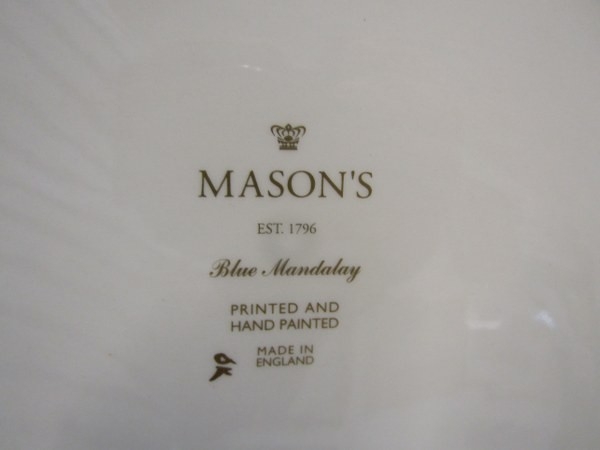 MASON'S
EST. 1796
Blue Mandalay
PRINTED AND
HAND PAINTED
MADE IN
ENGLAND